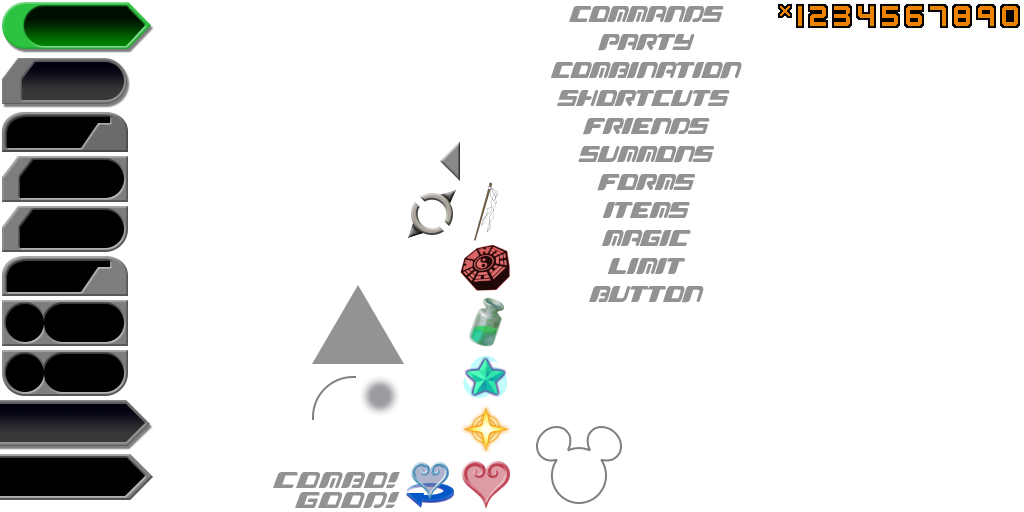 COMMANDS
×1234567890
PARTY
COMBINATION
SHORTCUTS
FRIENDS
SUMMONS
FORMS
ITEMS
MAGIC
LIMIT
BUTTON
COMBO!
GOOD!